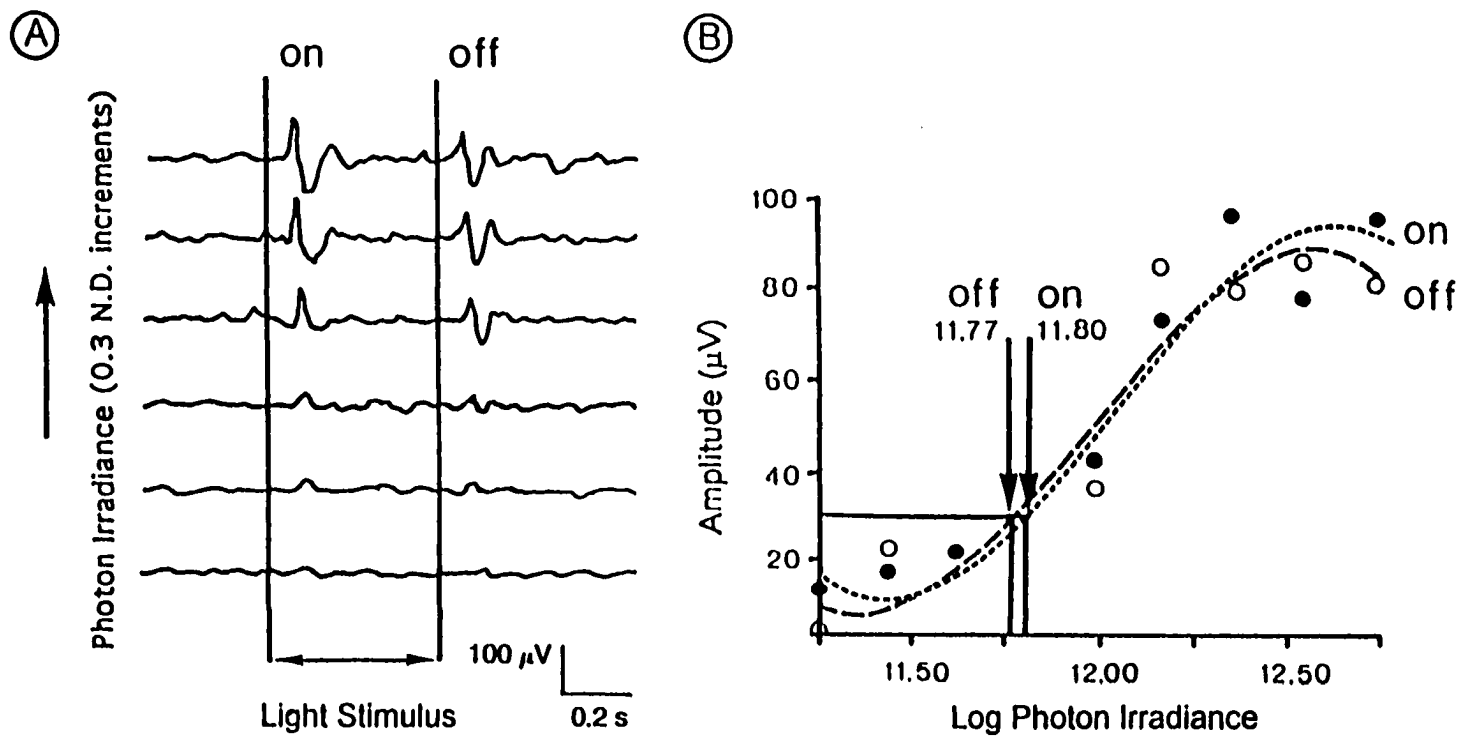 A
on off
Photon Irradiance (0.3 N.D. increments)
100 μV
0.2 s
Light Stimulus
B
Amplitude (μV)
100
80
60
40
20
off on
11.77 11.80
on
off
11.50 12.00 12.50
Log Photon Irradiance